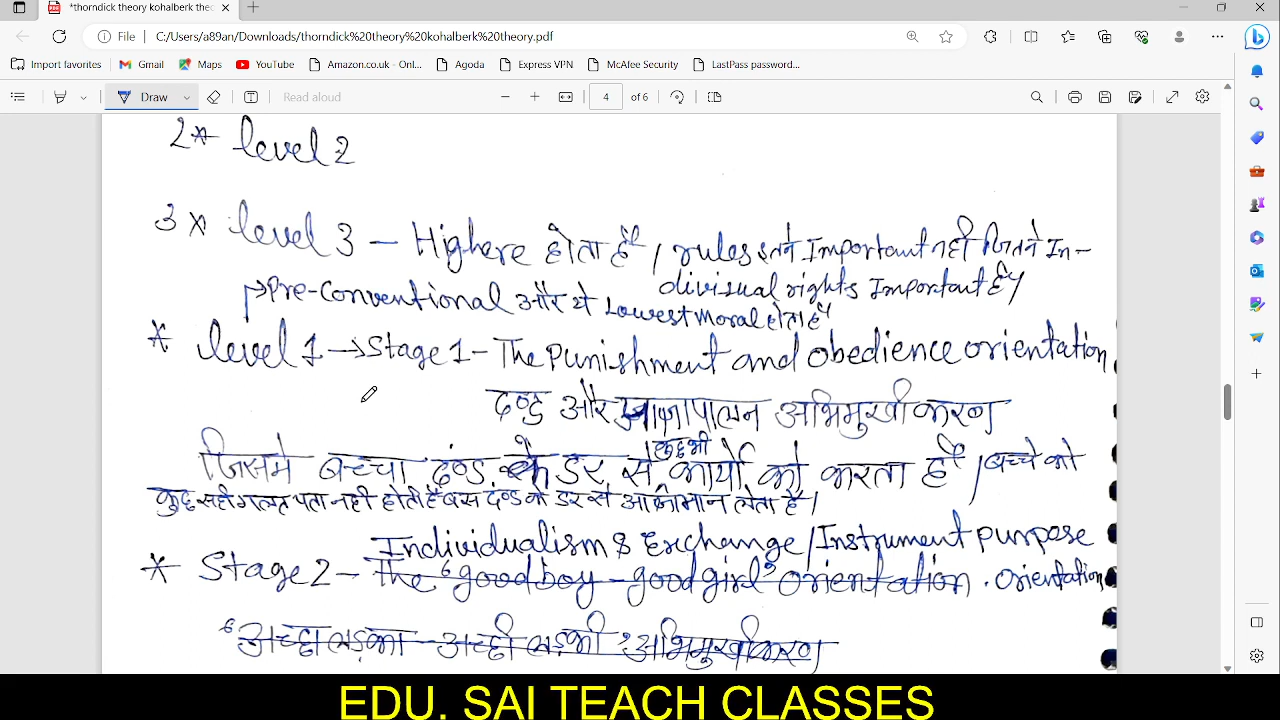 *thorndick theory kohalberk theo
File C:/Users/a89an/Downloads/thorndick%20theory%20kohalberk%20theory.pdf
Import favorites Gmail Maps YouTube Amazon.co.uk - Onl... Agoda Express VPN McAfee Security LastPass password...
Draw Read aloud 4 of 6
2* level 2
3* level 3 - Highere होता है / rules इतने Important नही जितने In-
divisual rights Important है
Pre-Conventional और ये Lowest Moral होता है
* level 1 → Stage 1 - The Punishment and obedience orientation
दण्ड और आज्ञापालन अभिमुखीकरण
जिसमे बच्चा दंण्ड के डर से कुछ भी कार्यो को करता है / बच्चे को
कुछ सही गलत पता नही होती है बस दण्ड के डर से आज्ञा मान लेता है।
Individualism & Exchange / Instrument purpose
* Stage 2 - The "good boy - good girl" orientation. orientation
"अच्छा लड़का - अच्छी लड़की" अभिमुखीकरण
EDU. SAI TEACH CLASSES